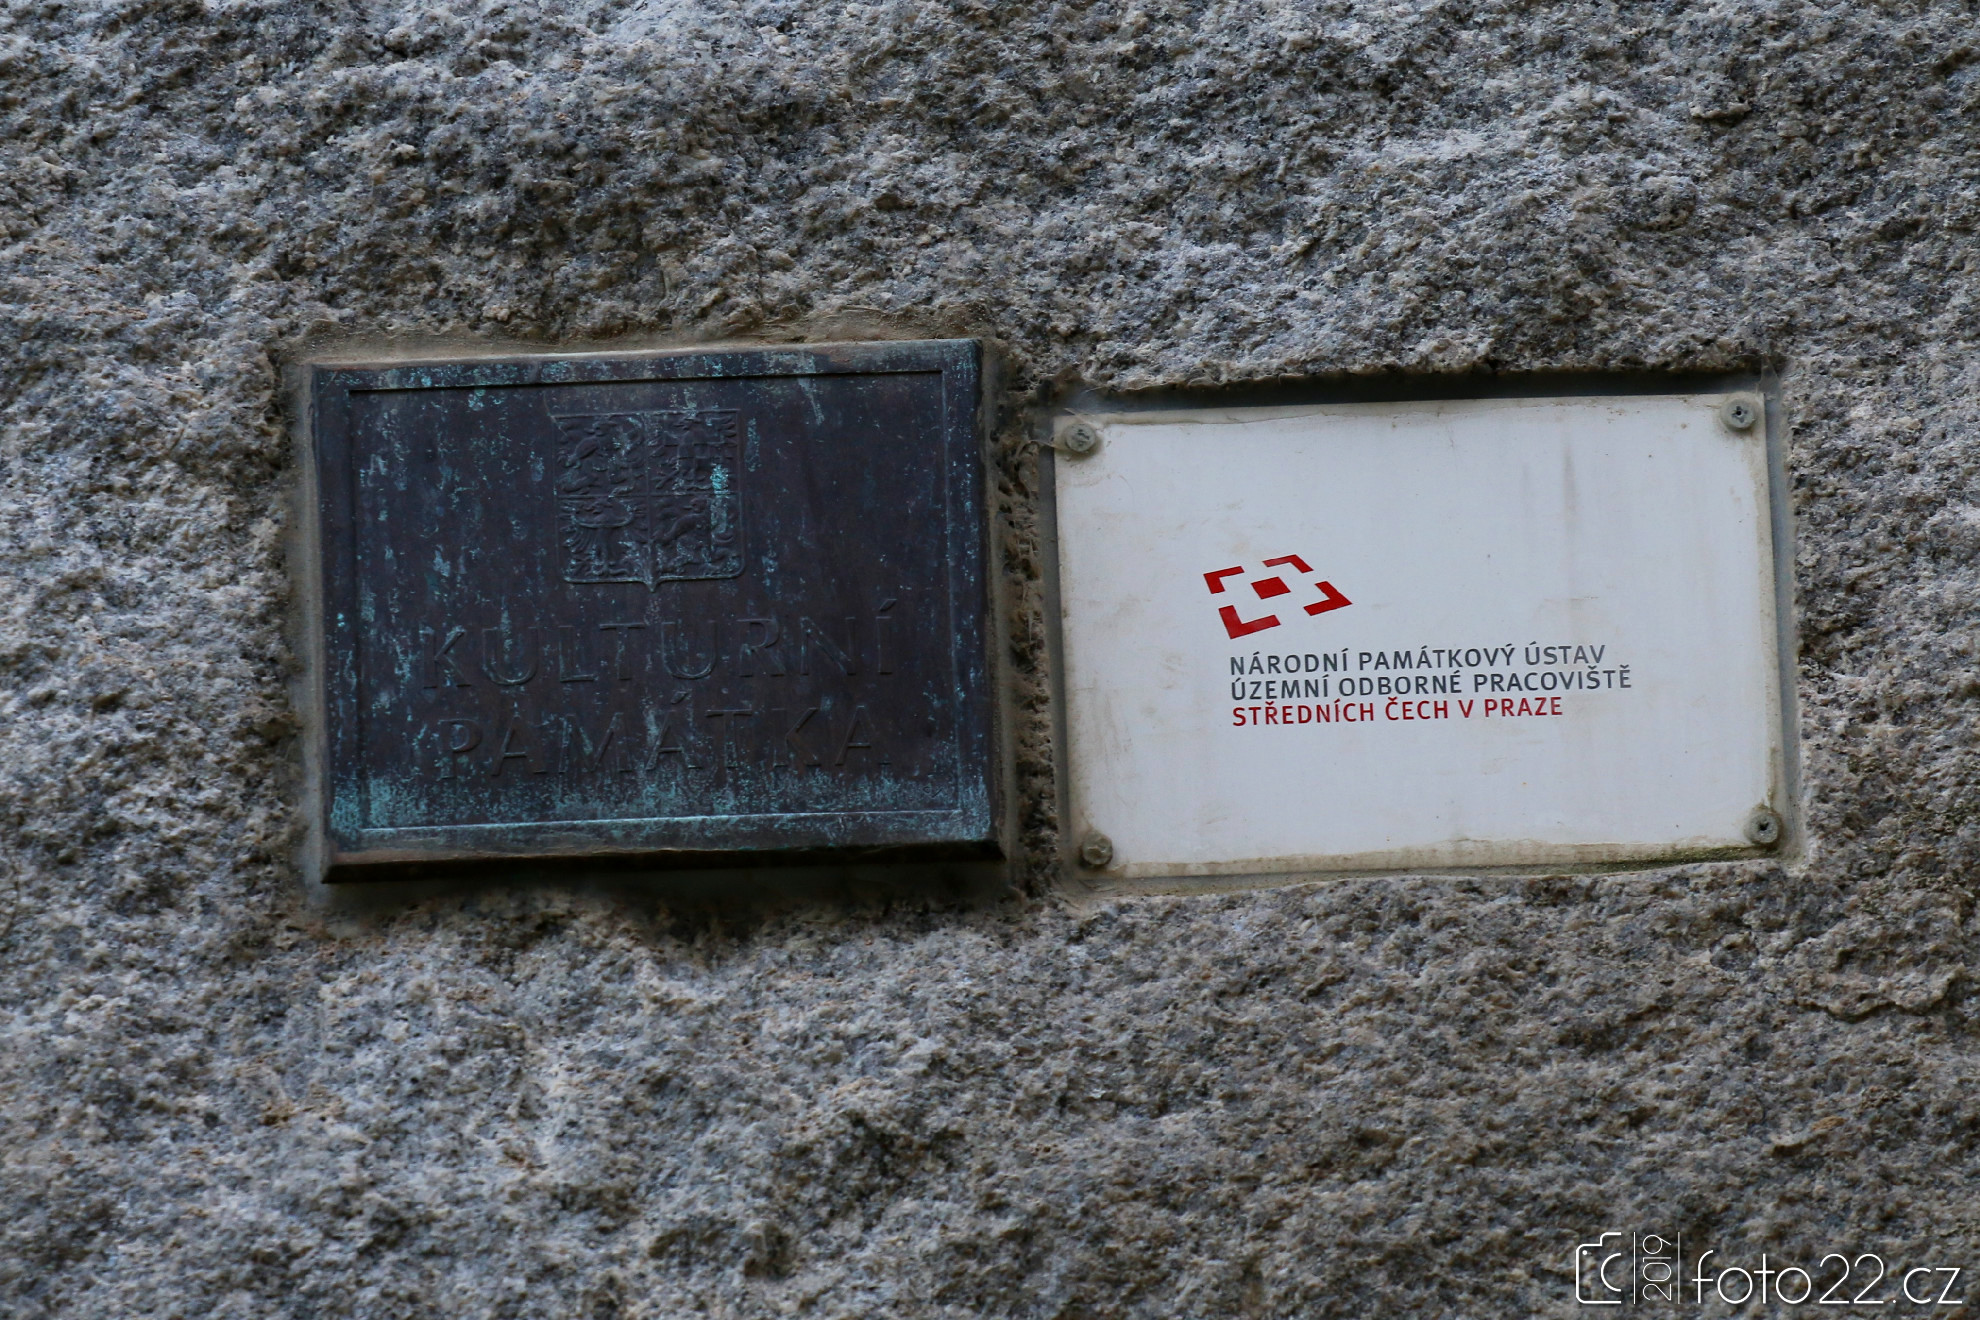 KULTURNÍ
PAMÁTKA
NÁRODNÍ PAMÁTKOVÝ ÚSTAV
ÚZEMNÍ ODBORNÉ PRACOVIŠTĚ
STŘEDNÍCH ČECH V PRAZE
2019
foto22.cz